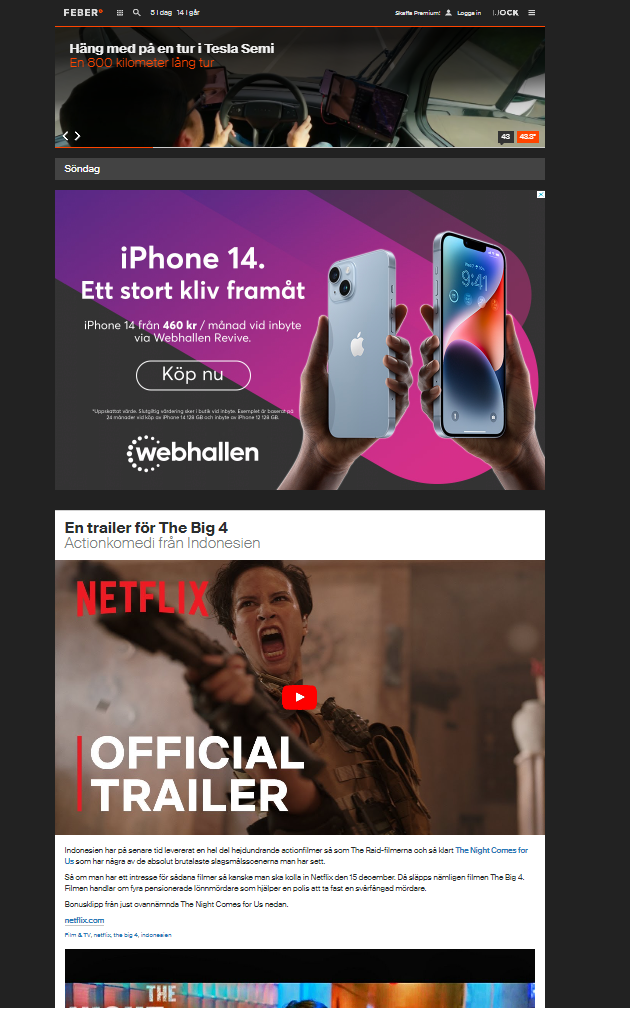 FEBER
5 i dag 14 i går
Skaffa Premium!
Logga in
Häng med på en tur i Tesla Semi
En 800 kilometer lång tur
43
43.3°
Söndag
iPhone 14.
Ett stort kliv framåt
iPhone 14 från 460 kr / månad vid inbyte
via Webhallen Revive.
Köp nu
*Uppskattat värde. Slutgiltig värdering sker i butik vid inbyte. Exemplet är baserat på
24 månader vid köp av iPhone 14 128 GB och inbyte av iPhone 12 128 GB.
webhallen
9:41
En trailer för The Big 4
Actionkomedi från Indonesien
NETFLIX
OFFICIAL
TRAILER
Indonesien har på senare tid levererat en hel del højdundrande actionfilmer så som The Raid-filmerna och så klart The Night Comes for
Us som har några av de absolut brutalaste slagsmålsscenerna man har sett.
Så om man har ett intresse för sådana filmer så kanske man ska kolla in Netflix den 15 december. Då släpps nämligen filmen The Big 4.
Filmen handlar om fyra pensionerade lönnmördare som hjälper en polis att ta fast en svårfångad mördare.
Bonusklipp från just ovannämnda The Night Comes for Us nedan.
netflix.com
Film & TV, netflix, the big 4, indonesien
THE